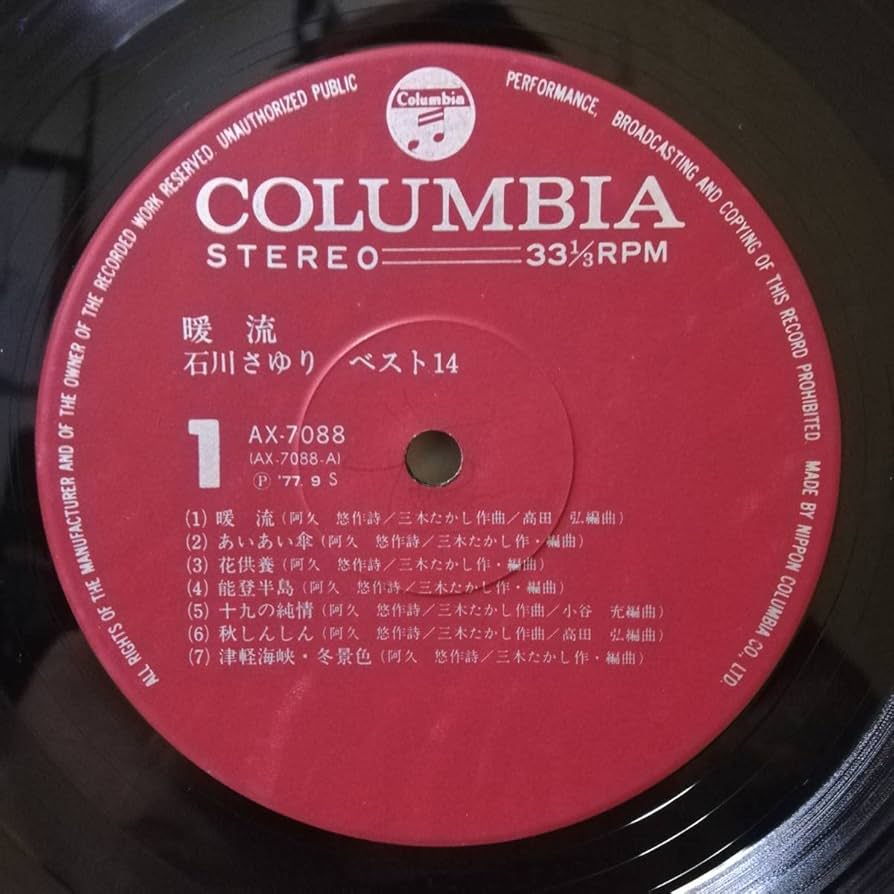 ALL RIGHTS OF THE MANUFACTURER AND OF THE OWNER OF THE RECORDED WORK RESERVED. UNAUTHORIZED PUBLIC PERFORMANCE, BROADCASTING AND COPYING OF THIS RECORD PROHIBITED. MADE BY NIPPON COLUMBIA CO., LTD.
Columbia
COLUMBIA
STEREO 33⅓RPM
暖 流
石川さゆり ベスト14
1
AX-7088
(AX-7088-A)
Ⓟ '77. 9 S
(1) 暖 流(阿久 悠作詩/三木たかし作曲/高田 弘編曲)
(2) あいあい傘(阿久 悠作詩/三木たかし作・編曲)
(3) 花供養(阿久 悠作詩/三木たかし作・編曲)
(4) 能登半島(阿久 悠作詩/三木たかし作・編曲)
(5) 十九の純情(阿久 悠作詩/三木たかし作曲/小谷 充編曲)
(6) 秋しんしん(阿久 悠作詩/三木たかし作曲/高田 弘編曲)
(7) 津軽海峡・冬景色(阿久 悠作詩/三木たかし作・編曲)